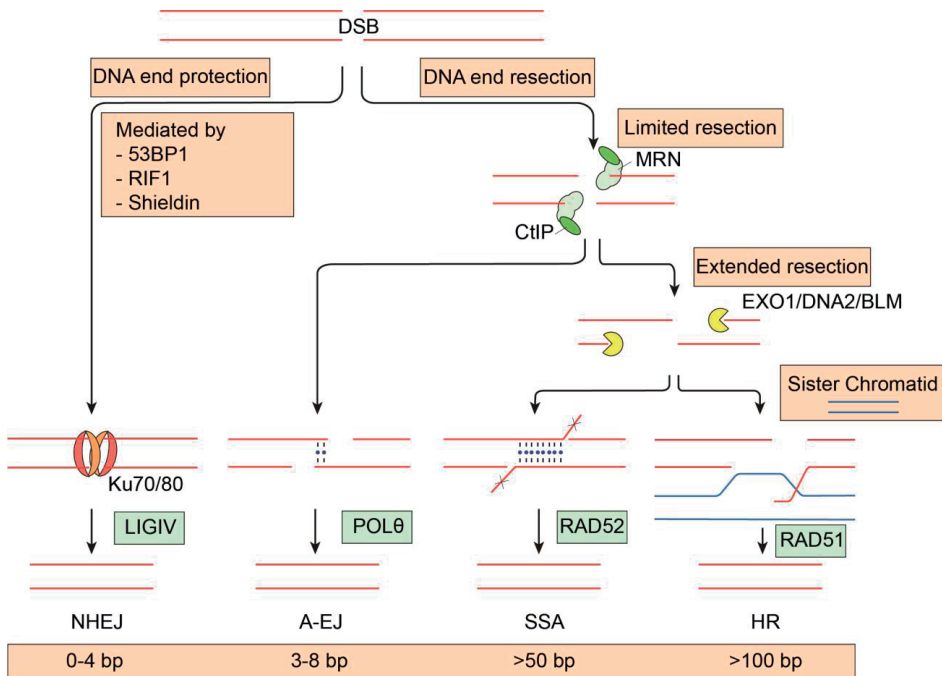 DSB
DNA end protection
DNA end resection
Mediated by
- 53BP1
- RIF1
- Shieldin
Limited resection
MRN
CtIP
Extended resection
EXO1/DNA2/BLM
Sister Chromatid
Ku70/80
LIGIV
POLθ
RAD52
RAD51
NHEJ
A-EJ
SSA
HR
0-4 bp
3-8 bp
>50 bp
>100 bp